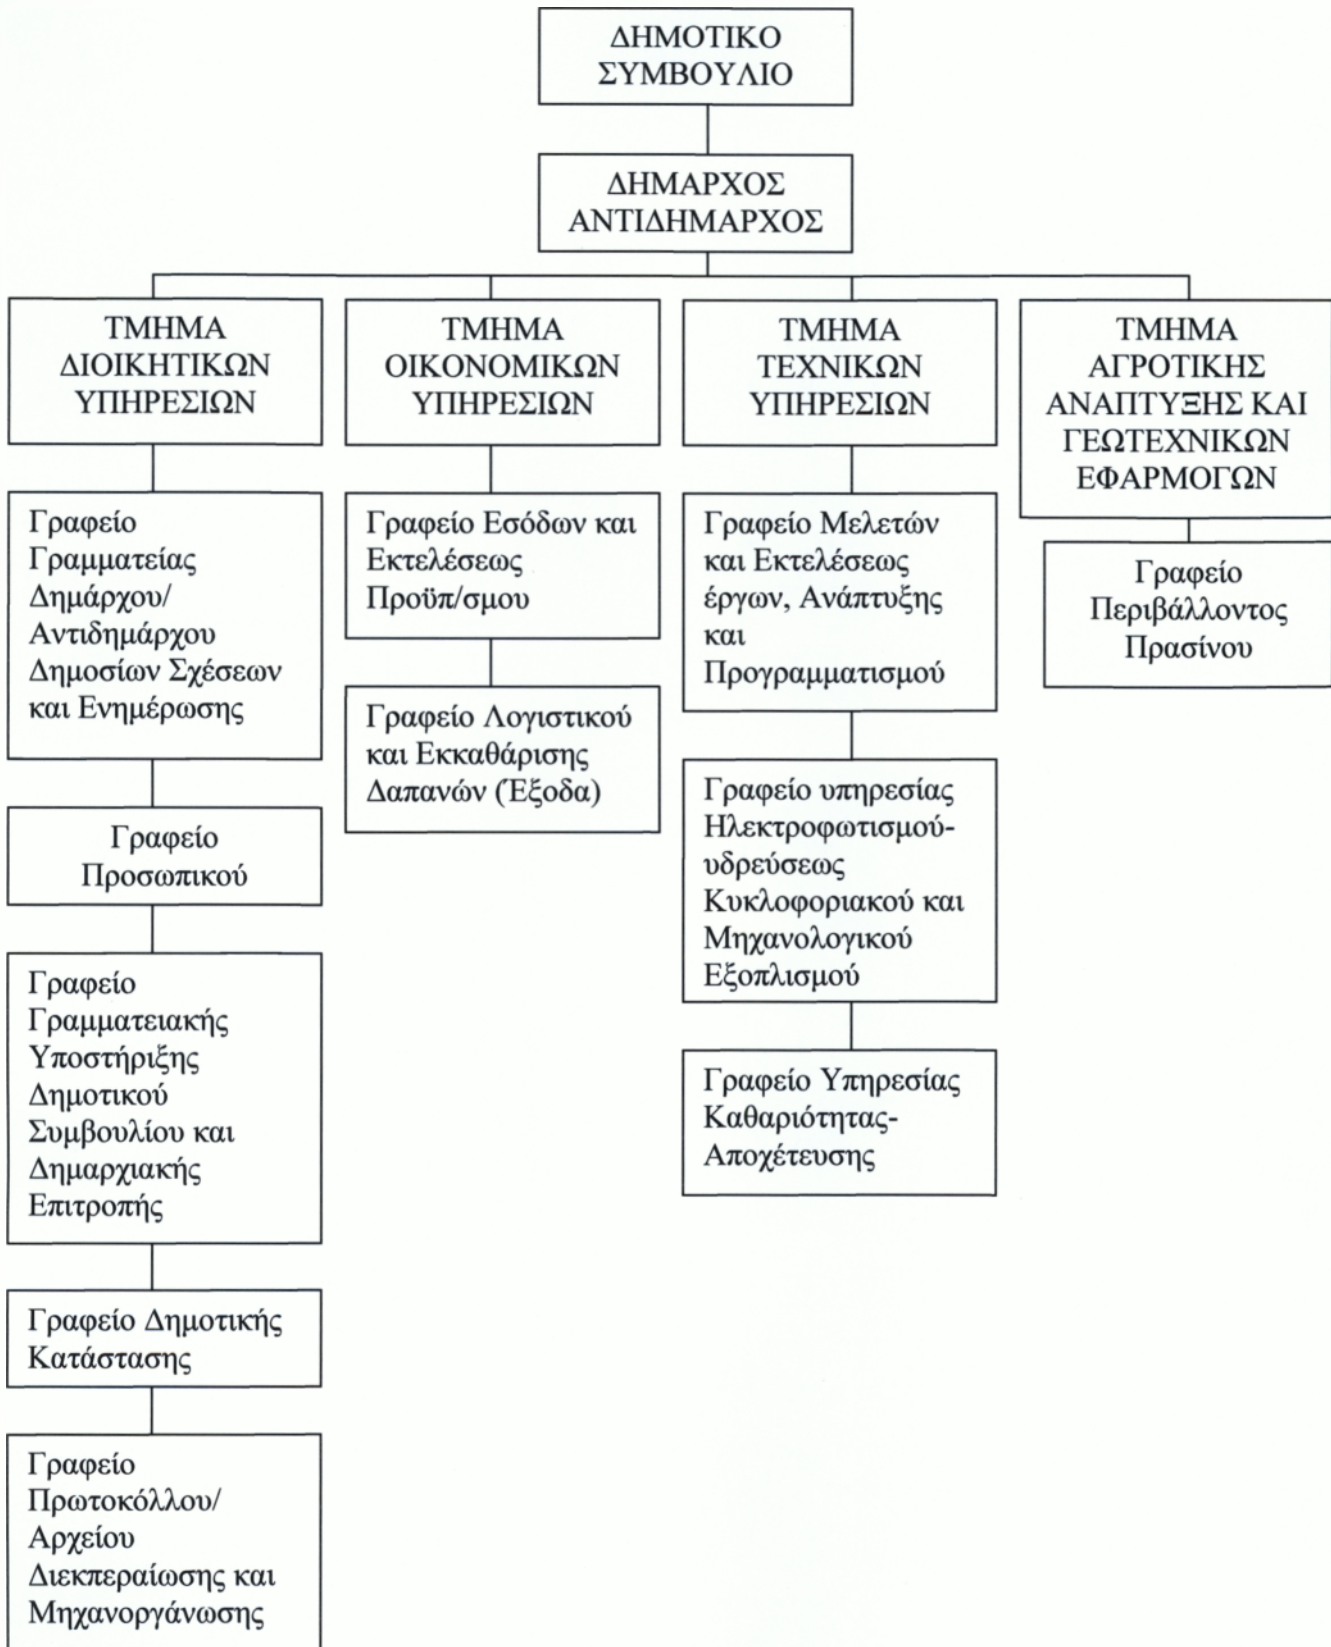 ΔΗΜΟΤΙΚΟ
ΣΥΜΒΟΥΛΙΟ
ΔΗΜΑΡΧΟΣ
ΑΝΤΙΔΗΜΑΡΧΟΣ
ΤΜΗΜΑ
ΔΙΟΙΚΗΤΙΚΩΝ
ΥΠΗΡΕΣΙΩΝ
Γραφείο
Γραμματείας
Δημάρχου/
Αντιδημάρχου
Δημοσίων Σχέσεων
και Ενημέρωσης
Γραφείο
Προσωπικού
Γραφείο
Γραμματειακής
Υποστήριξης
Δημοτικού
Συμβουλίου και
Δημαρχιακής
Επιτροπής
Γραφείο Δημοτικής
Κατάστασης
Γραφείο
Πρωτοκόλλου/
Αρχείου
Διεκπεραίωσης και
Μηχανοργάνωσης
ΤΜΗΜΑ
ΟΙΚΟΝΟΜΙΚΩΝ
ΥΠΗΡΕΣΙΩΝ
Γραφείο Εσόδων και
Εκτελέσεως
Προϋπ/σμου
Γραφείο Λογιστικού
και Εκκαθάρισης
Δαπανών (Έξοδα)
ΤΜΗΜΑ
ΤΕΧΝΙΚΩΝ
ΥΠΗΡΕΣΙΩΝ
Γραφείο Μελετών
και Εκτελέσεως
έργων, Ανάπτυξης
και
Προγραμματισμού
Γραφείο υπηρεσίας
Ηλεκτροφωτισμού-
υδρεύσεως
Κυκλοφοριακού και
Μηχανολογικού
Εξοπλισμού
Γραφείο Υπηρεσίας
Καθαριότητας-
Αποχέτευσης
ΤΜΗΜΑ
ΑΓΡΟΤΙΚΗΣ
ΑΝΑΠΤΥΞΗΣ ΚΑΙ
ΓΕΩΤΕΧΝΙΚΩΝ
ΕΦΑΡΜΟΓΩΝ
Γραφείο
Περιβάλλοντος
Πρασίνου